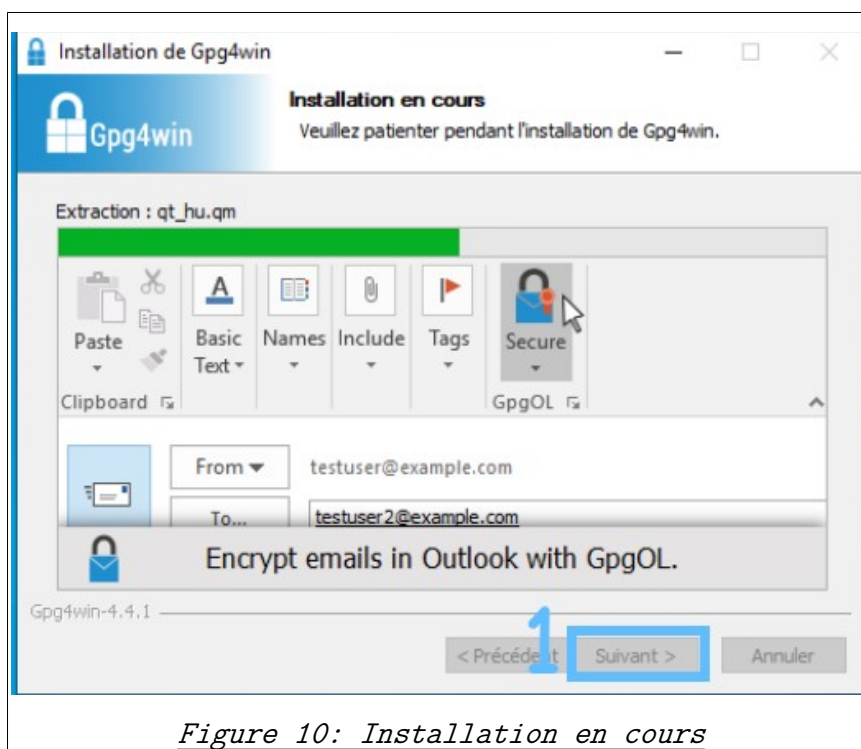 Installation de Gpg4win
Gpg4win
Installation en cours
Veuillez patienter pendant l'installation de Gpg4win.
Extraction : qt_hu.qm
Paste
A
Basic
Text
Names
Include
Tags
Secure
Clipboard
GpgOL
From
testuser@example.com
To...
testuser2@example.com
Encrypt emails in Outlook with GpgOL.
Gpg4win-4.4.1
1
< Précédent
Suivant >
Annuler
Figure 10: Installation en cours